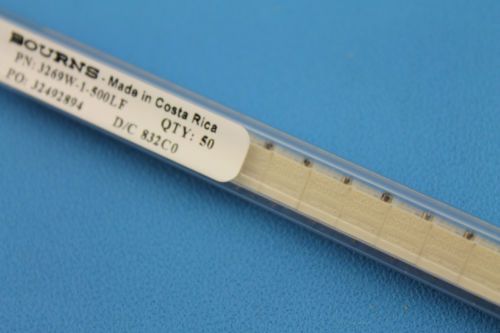 BOURNS - Made in Costa Rica
PN: 3269W-1-500LF QTY: 50
PO: 32492894 D/C 832C0